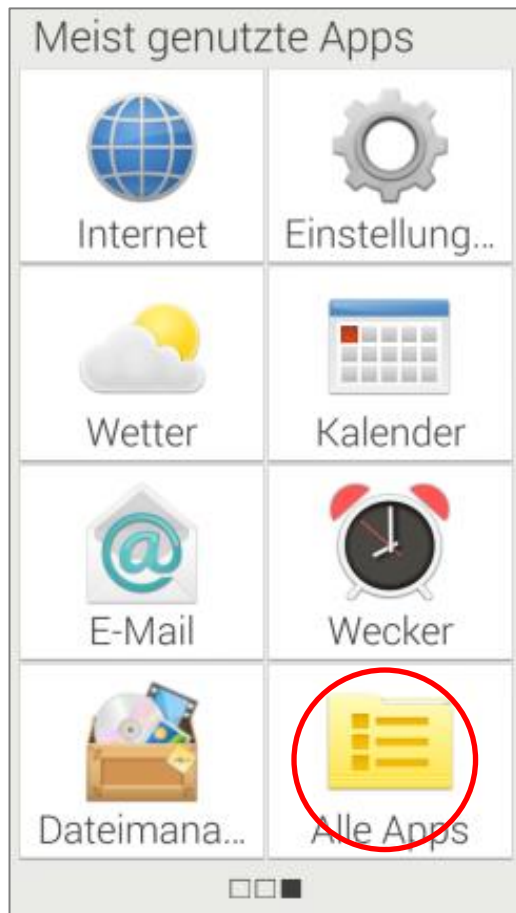 Meist genutzte Apps
Internet
Einstellung...
Wetter
Kalender
E-Mail
Wecker
Dateimana...
Alle Apps